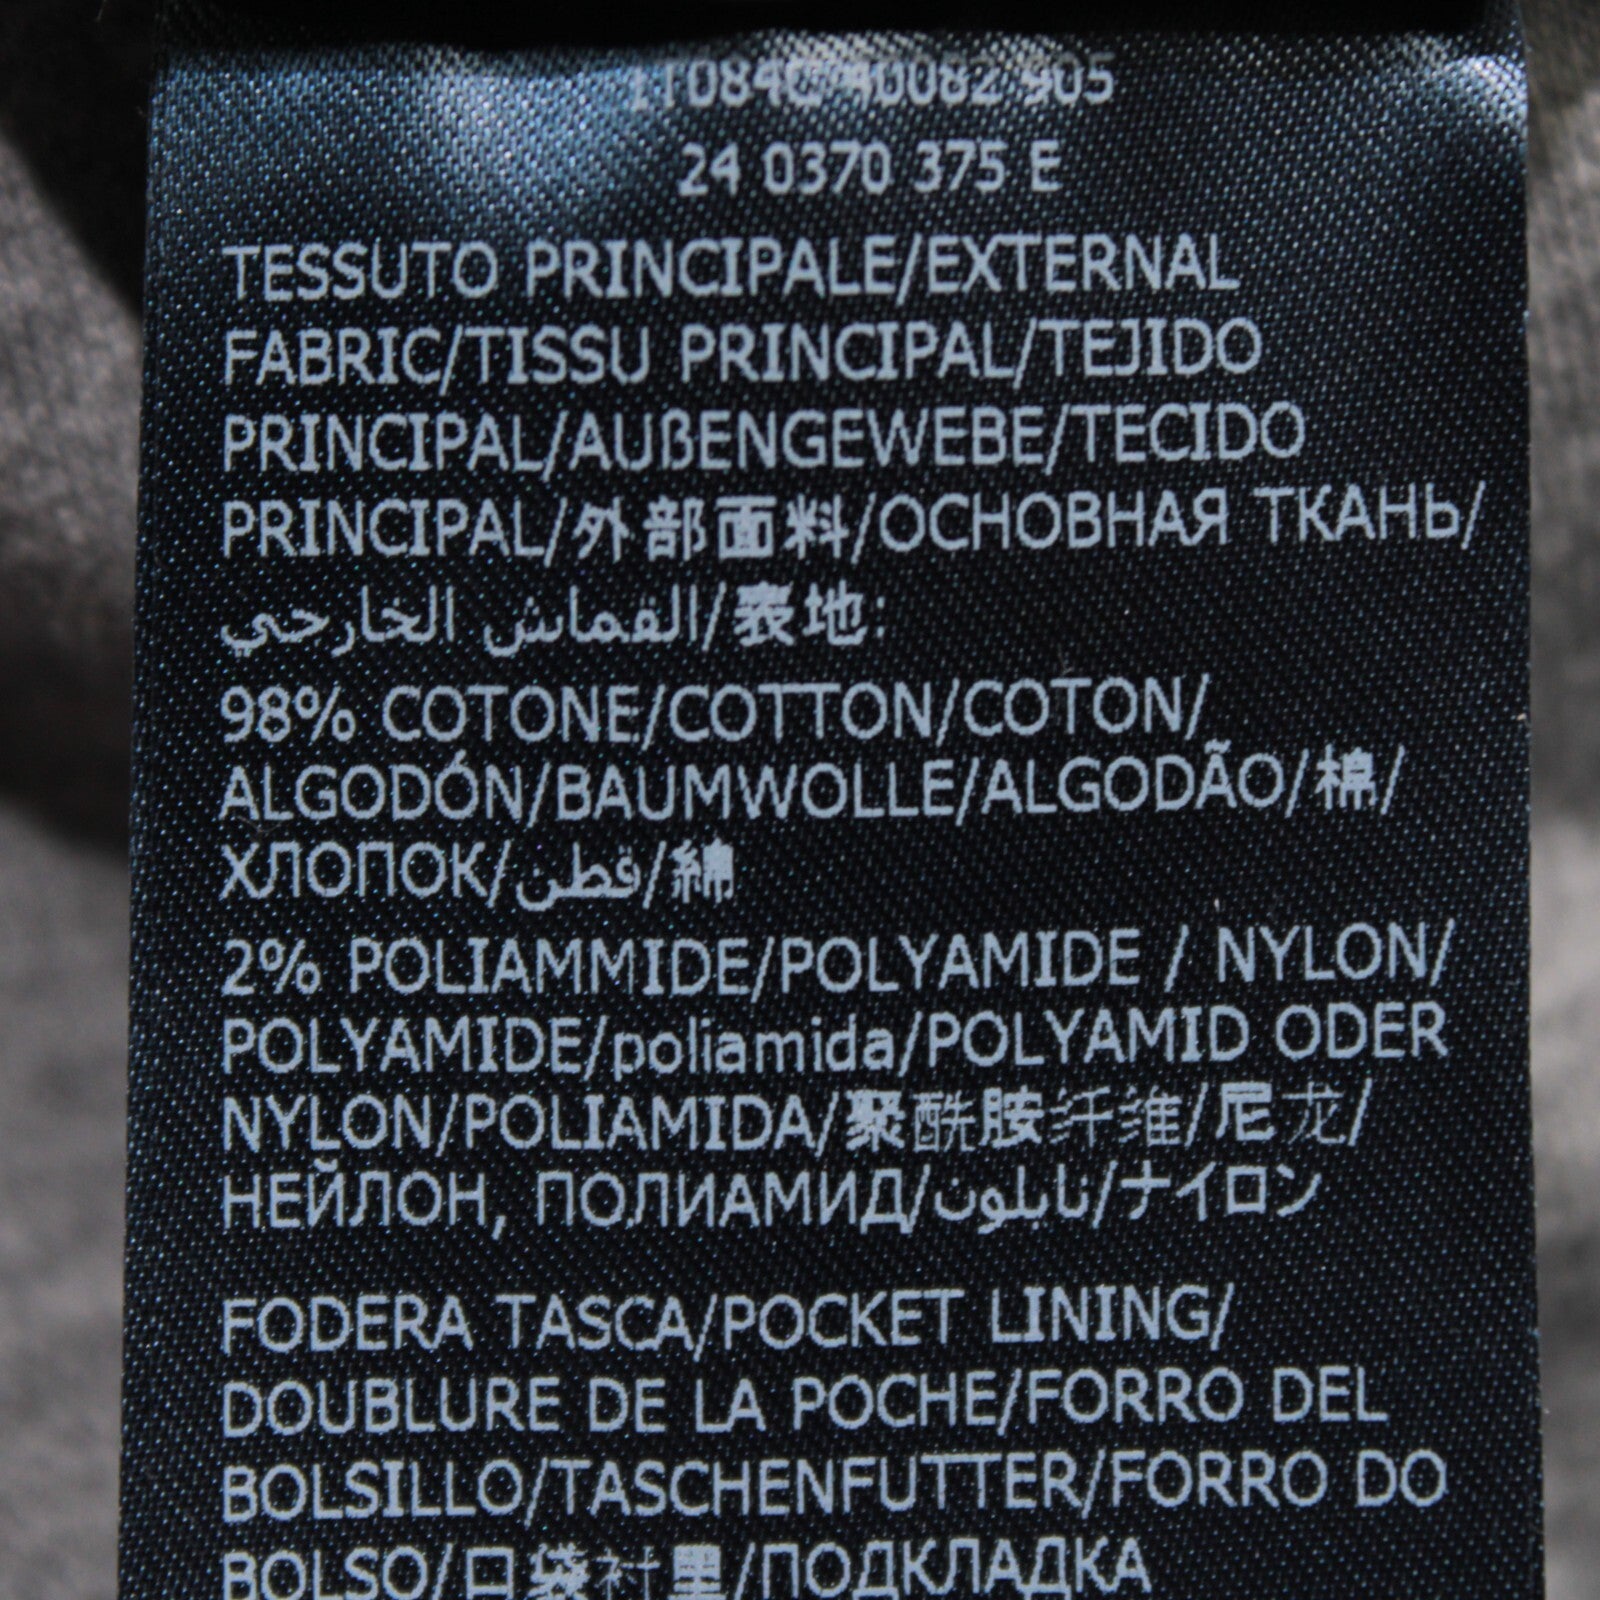 1T084C 40082 905
24 0370 375 E
TESSUTO PRINCIPALE/EXTERNAL
FABRIC/TISSU PRINCIPAL/TEJIDO
PRINCIPAL/AUßENGEWEBE/TECIDO
PRINCIPAL/外部面料/ОСНОВНАЯ ТКАНЬ/
القماش الخارجي/表地:
98% COTONE/COTTON/COTON/
ALGODÓN/BAUMWOLLE/ALGODÃO/棉/
ХЛОПОК/قطن/綿
2% POLIAMMIDE/POLYAMIDE / NYLON/
POLYAMIDE/poliamida/POLYAMID ODER
NYLON/POLIAMIDA/聚酰胺纤维/尼龙/
НЕЙЛОН, ПОЛИАМИД/نايلون/ナイロン
FODERA TASCA/POCKET LINING/
DOUBLURE DE LA POCHE/FORRO DEL
BOLSILLO/TASCHENFUTTER/FORRO DO
BOLSO/口袋衬里/ПОДКЛАДКА